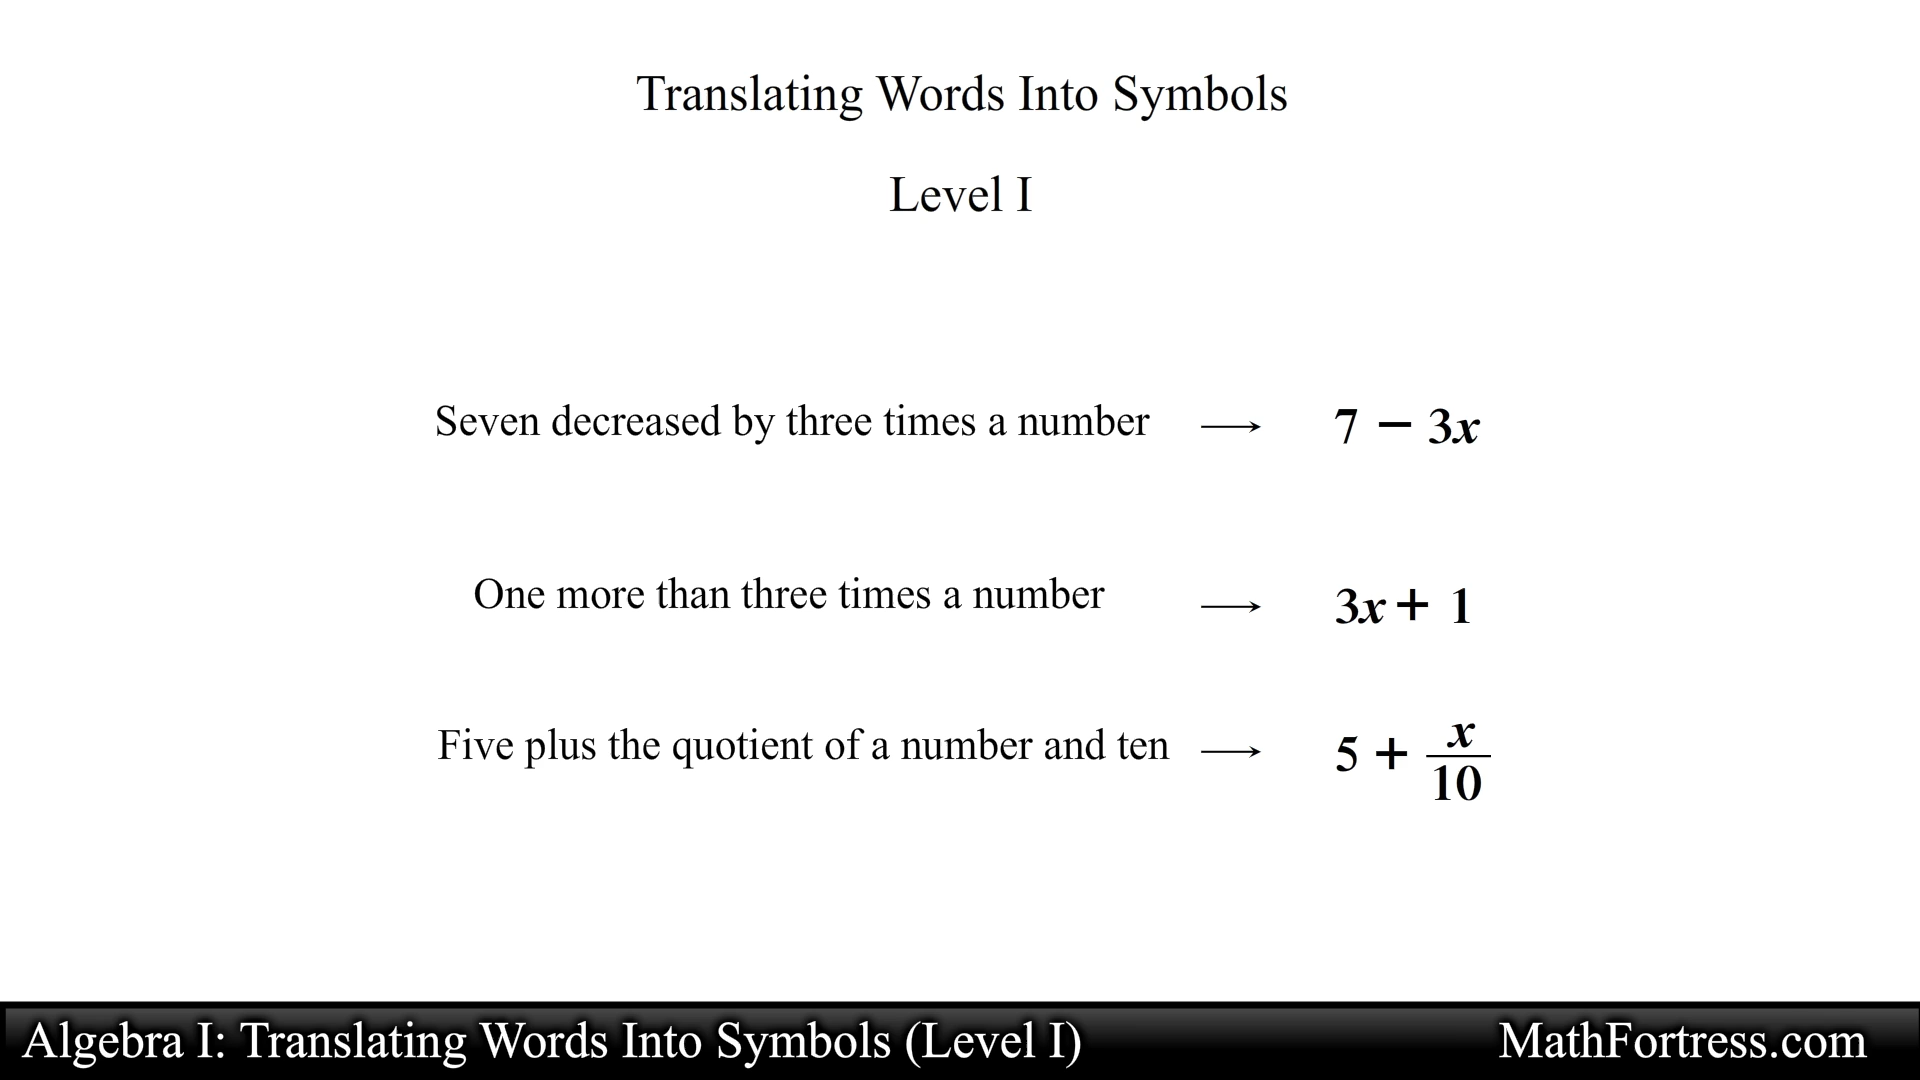 Translating Words Into Symbols
Level I
Seven decreased by three times a number → 7 − 3x
One more than three times a number → 3x + 1
Five plus the quotient of a number and ten → 5 + x/10
Algebra I: Translating Words Into Symbols (Level I) MathFortress.com